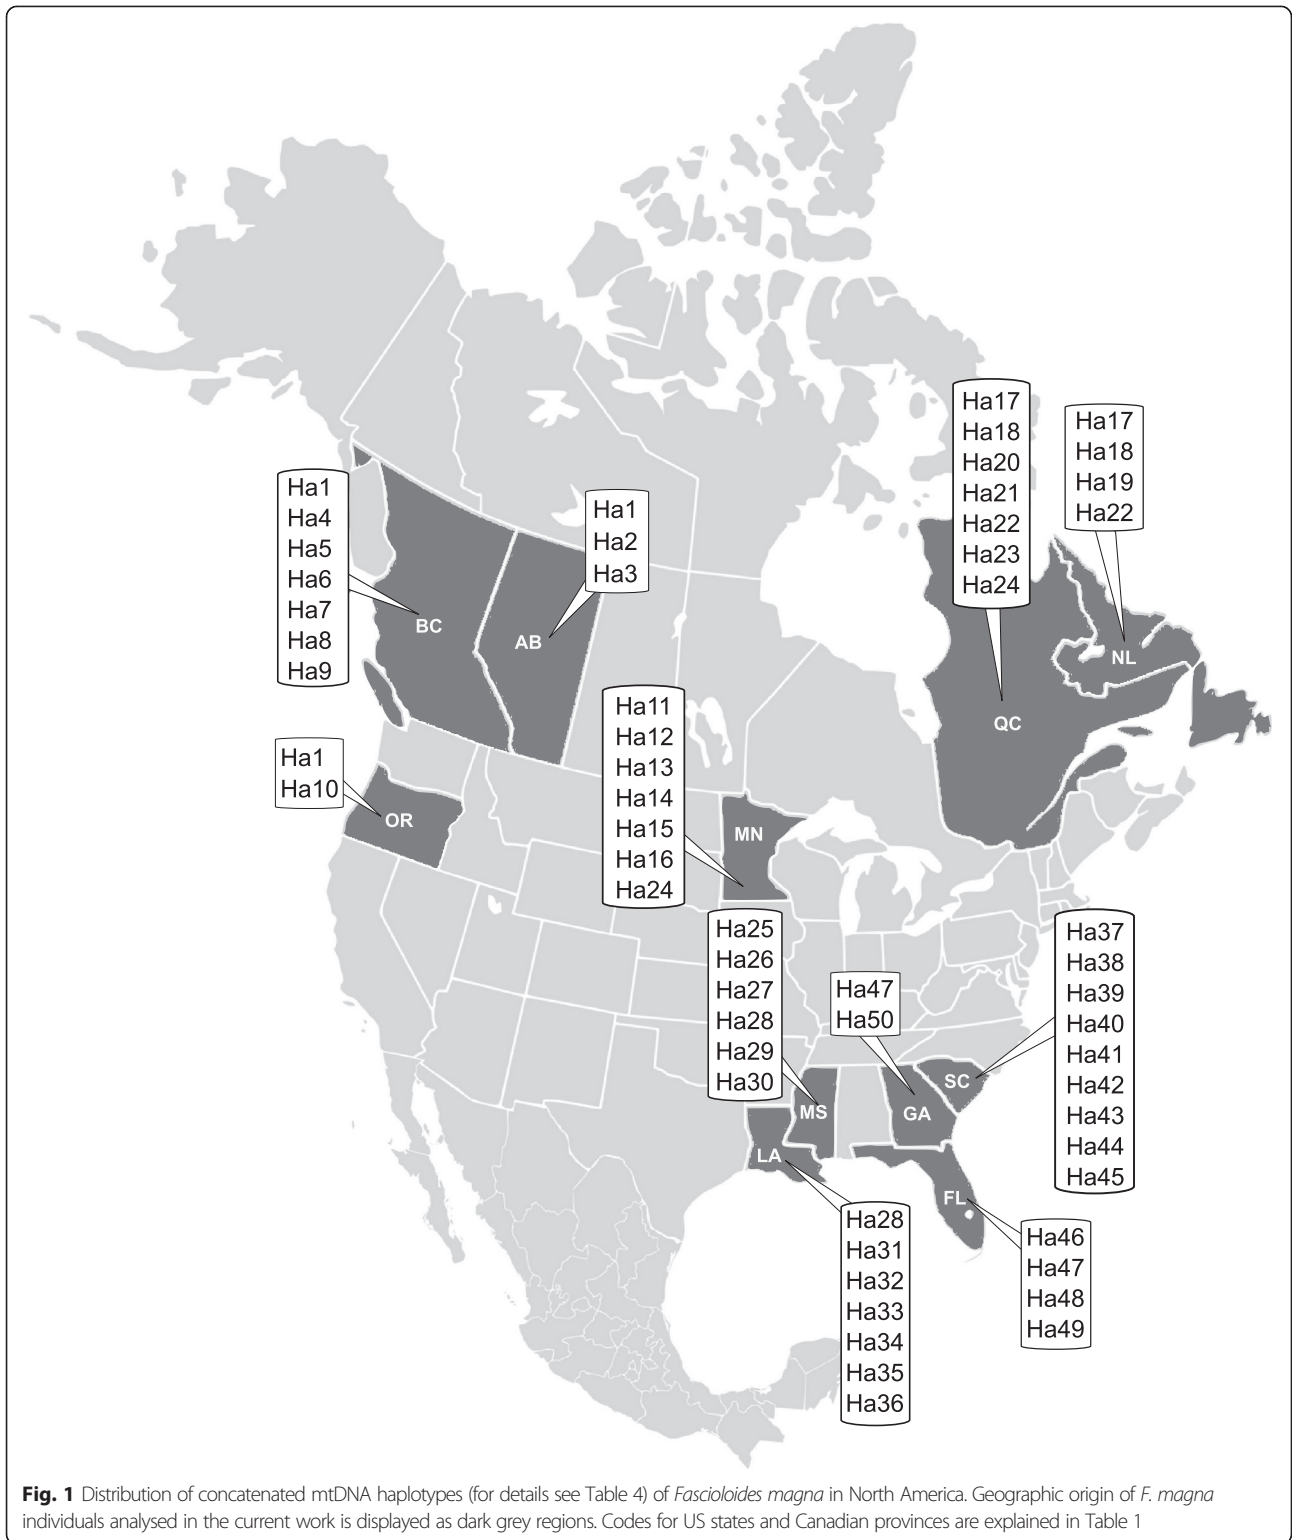 Ha17
Ha18
Ha20
Ha21
Ha22
Ha23
Ha24
Ha17
Ha18
Ha19
Ha22
Ha1
Ha4
Ha5
Ha6
Ha7
Ha8
Ha9
Ha1
Ha2
Ha3
BC
AB
NL
QC
Ha11
Ha12
Ha13
Ha14
Ha15
Ha16
Ha24
Ha1
Ha10
OR
MN
Ha25
Ha26
Ha27
Ha28
Ha29
Ha30
Ha47
Ha50
Ha37
Ha38
Ha39
Ha40
Ha41
Ha42
Ha43
Ha44
Ha45
SC
MS
GA
LA
FL
Ha28
Ha31
Ha32
Ha33
Ha34
Ha35
Ha36
Ha46
Ha47
Ha48
Ha49
Fig. 1 Distribution of concatenated mtDNA haplotypes (for details see Table 4) of Fascioloides magna in North America. Geographic origin of F. magna
individuals analysed in the current work is displayed as dark grey regions. Codes for US states and Canadian provinces are explained in Table 1